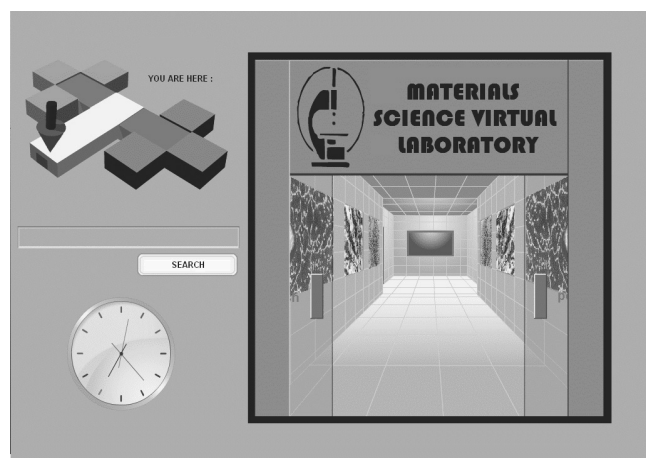 YOU ARE HERE :
MATERIALS
SCIENCE VIRTUAL
LABORATORY
SEARCH